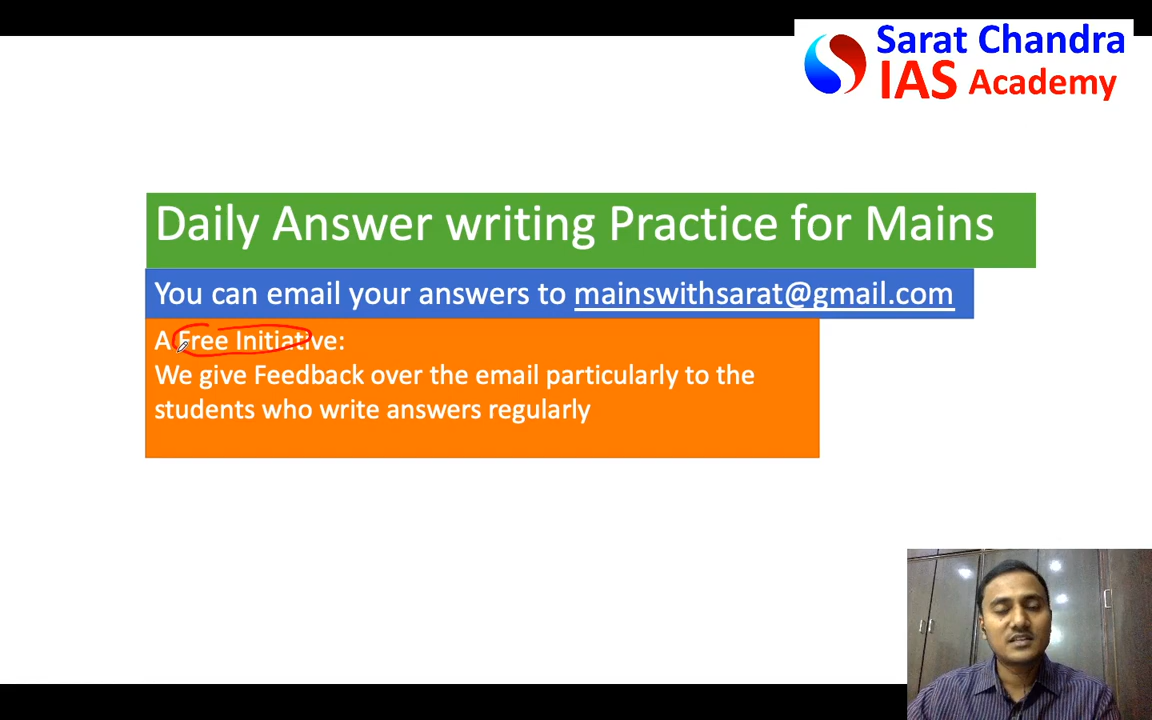 Sarat Chandra
IAS Academy
Daily Answer writing Practice for Mains
You can email your answers to mainswithsarat@gmail.com
A Free Initiative:
We give Feedback over the email particularly to the
students who write answers regularly